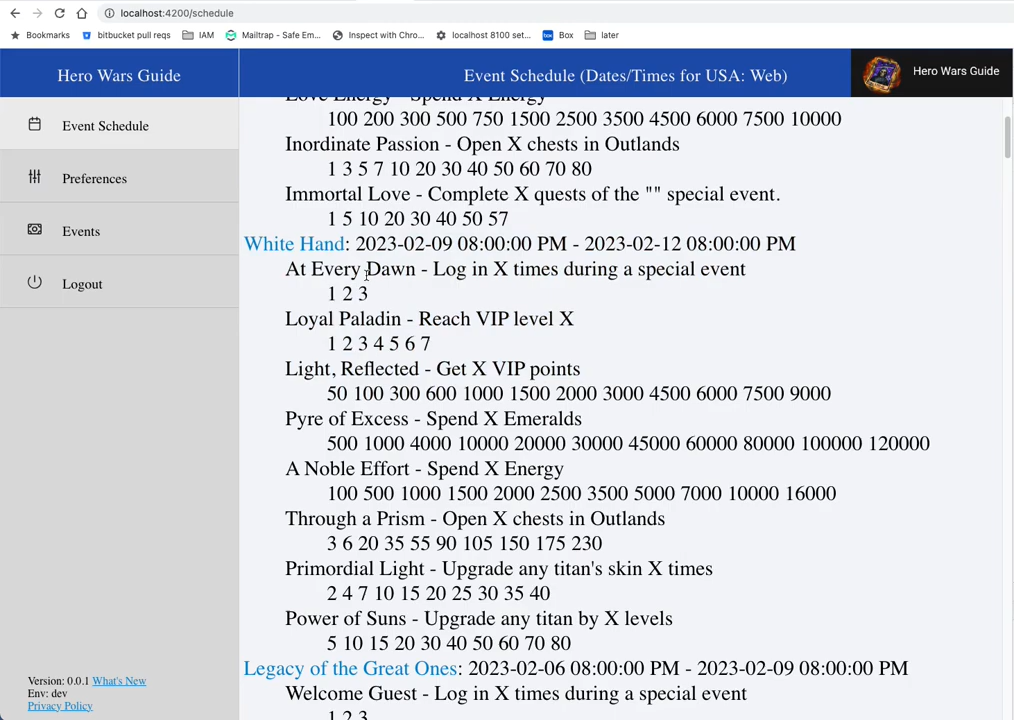 localhost:4200/schedule
Bookmarks bitbucket pull reqs IAM Mailtrap - Safe Em... Inspect with Chro... localhost 8100 set... box Box later
Hero Wars Guide
Event Schedule (Dates/Times for USA: Web)
Hero Wars Guide
Event Schedule
Preferences
Events
Logout
Love Energy - Spend X Energy
100 200 300 500 750 1500 2500 3500 4500 6000 7500 10000
Inordinate Passion - Open X chests in Outlands
1 3 5 7 10 20 30 40 50 60 70 80
Immortal Love - Complete X quests of the "" special event.
1 5 10 20 30 40 50 57
White Hand: 2023-02-09 08:00:00 PM - 2023-02-12 08:00:00 PM
At Every Dawn - Log in X times during a special event
1 2 3
Loyal Paladin - Reach VIP level X
1 2 3 4 5 6 7
Light, Reflected - Get X VIP points
50 100 300 600 1000 1500 2000 3000 4500 6000 7500 9000
Pyre of Excess - Spend X Emeralds
500 1000 4000 10000 20000 30000 45000 60000 80000 100000 120000
A Noble Effort - Spend X Energy
100 500 1000 1500 2000 2500 3500 5000 7000 10000 16000
Through a Prism - Open X chests in Outlands
3 6 20 35 55 90 105 150 175 230
Primordial Light - Upgrade any titan's skin X times
2 4 7 10 15 20 25 30 35 40
Power of Suns - Upgrade any titan by X levels
5 10 15 20 30 40 50 60 70 80
Legacy of the Great Ones: 2023-02-06 08:00:00 PM - 2023-02-09 08:00:00 PM
Welcome Guest - Log in X times during a special event
1 2 3
Version: 0.0.1 What's New
Env: dev
Privacy Policy